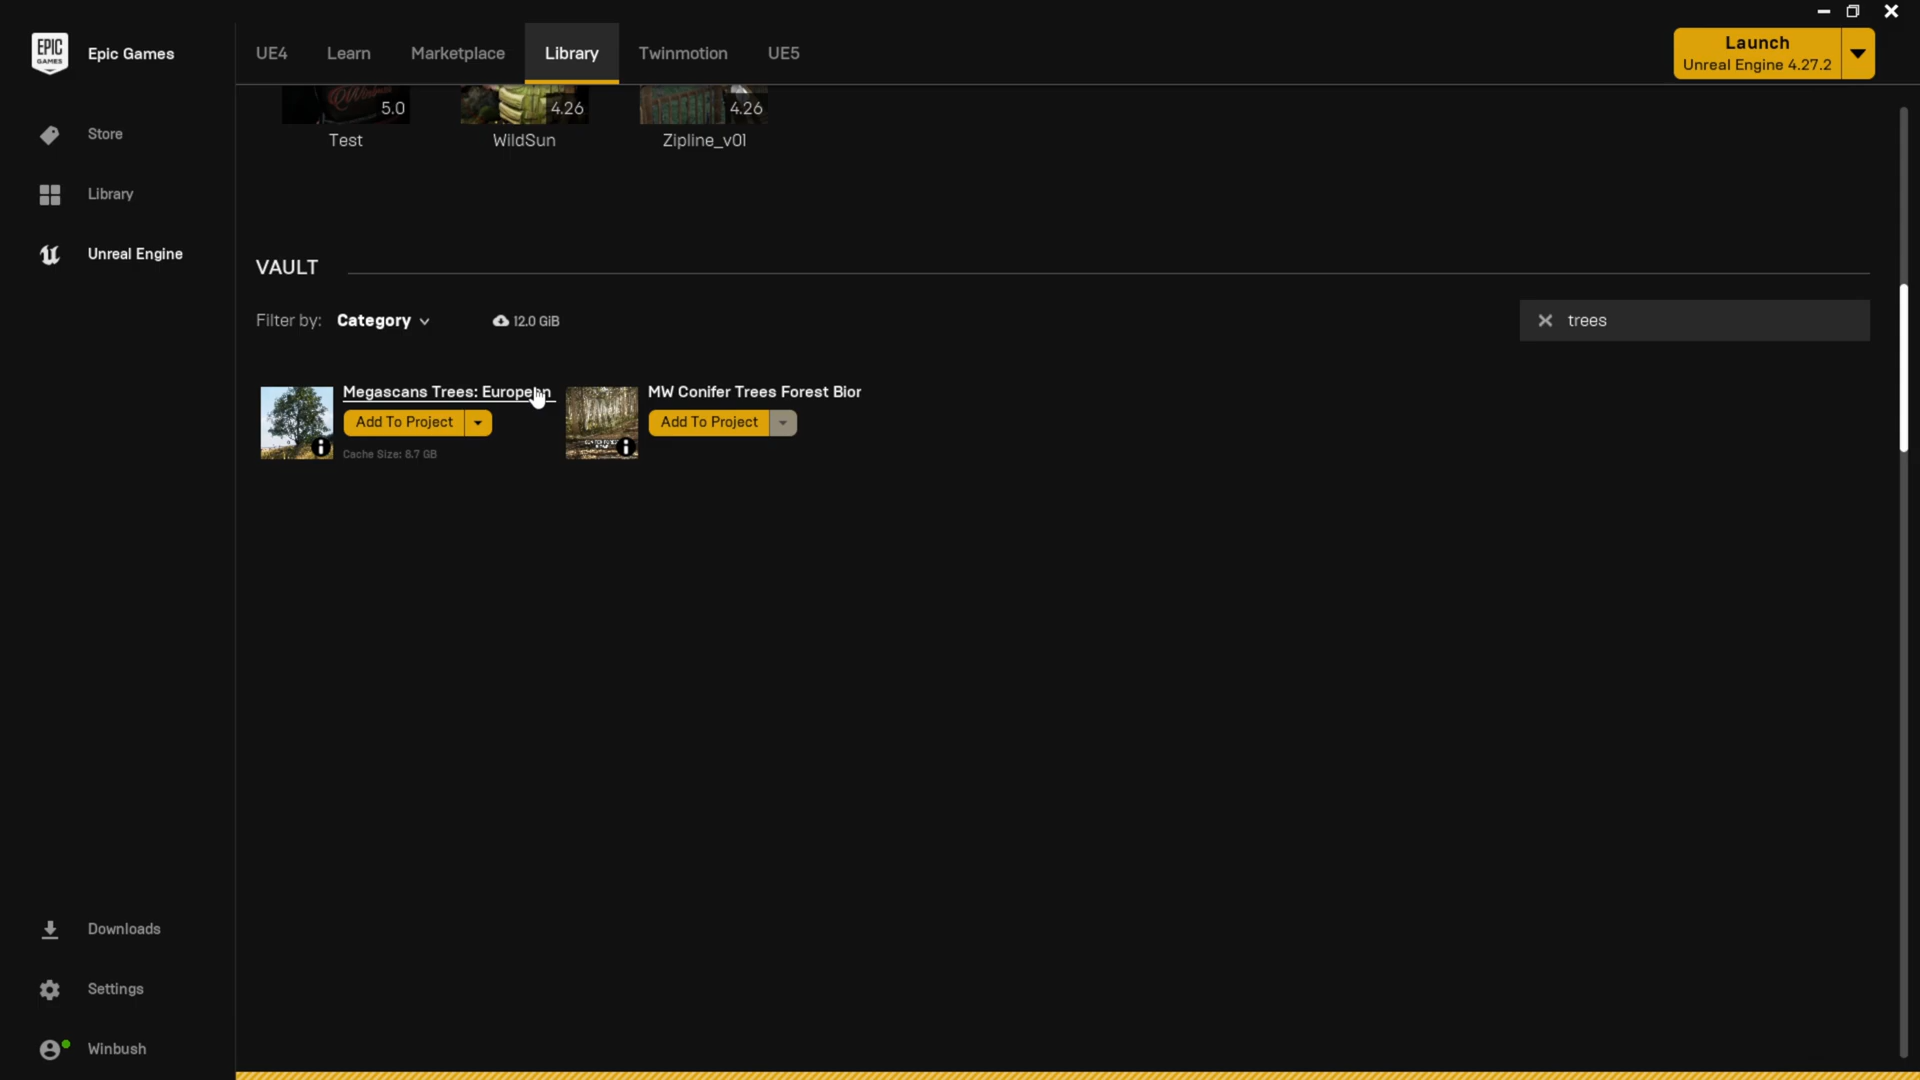 EPIC GAMES
Epic Games
UE4
Learn
Marketplace
Library
Twinmotion
UE5
Launch
Unreal Engine 4.27.2
Store
Library
Unreal Engine
5.0
4.26
4.26
Test
WildSun
Zipline_v01
VAULT
Filter by: Category
12.0 GiB
trees
Megascans Trees: European
Add To Project
Cache Size: 8.7 GB
MW Conifer Trees Forest Bior
Add To Project
Downloads
Settings
Winbush